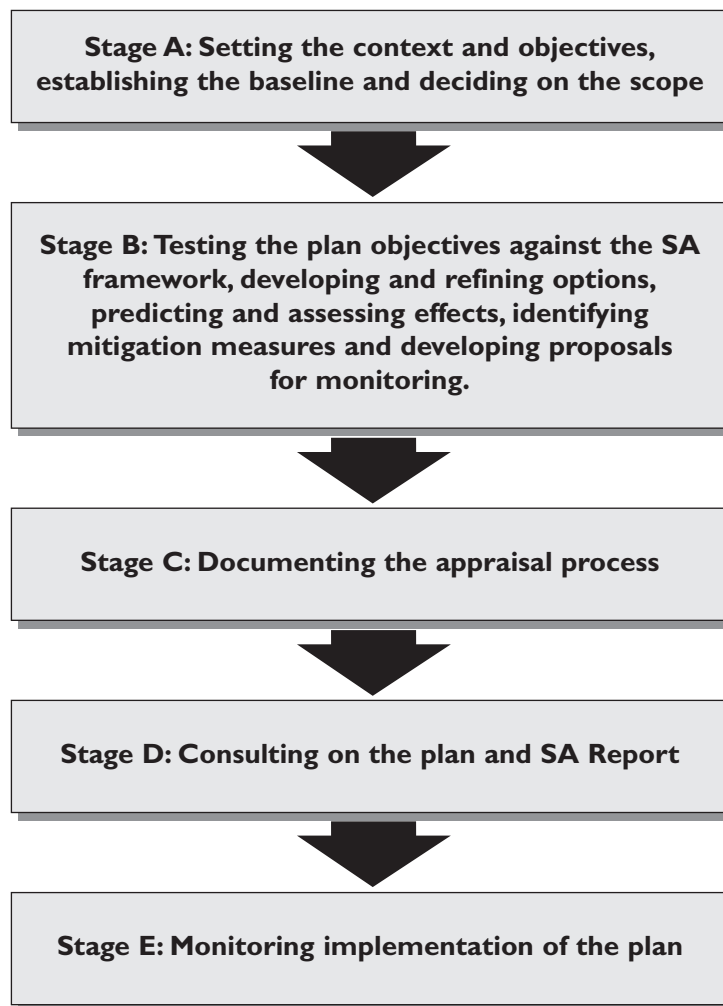 Stage A: Setting the context and objectives,
establishing the baseline and deciding on the scope
Stage B: Testing the plan objectives against the SA
framework, developing and refining options,
predicting and assessing effects, identifying
mitigation measures and developing proposals
for monitoring.
Stage C: Documenting the appraisal process
Stage D: Consulting on the plan and SA Report
Stage E: Monitoring implementation of the plan